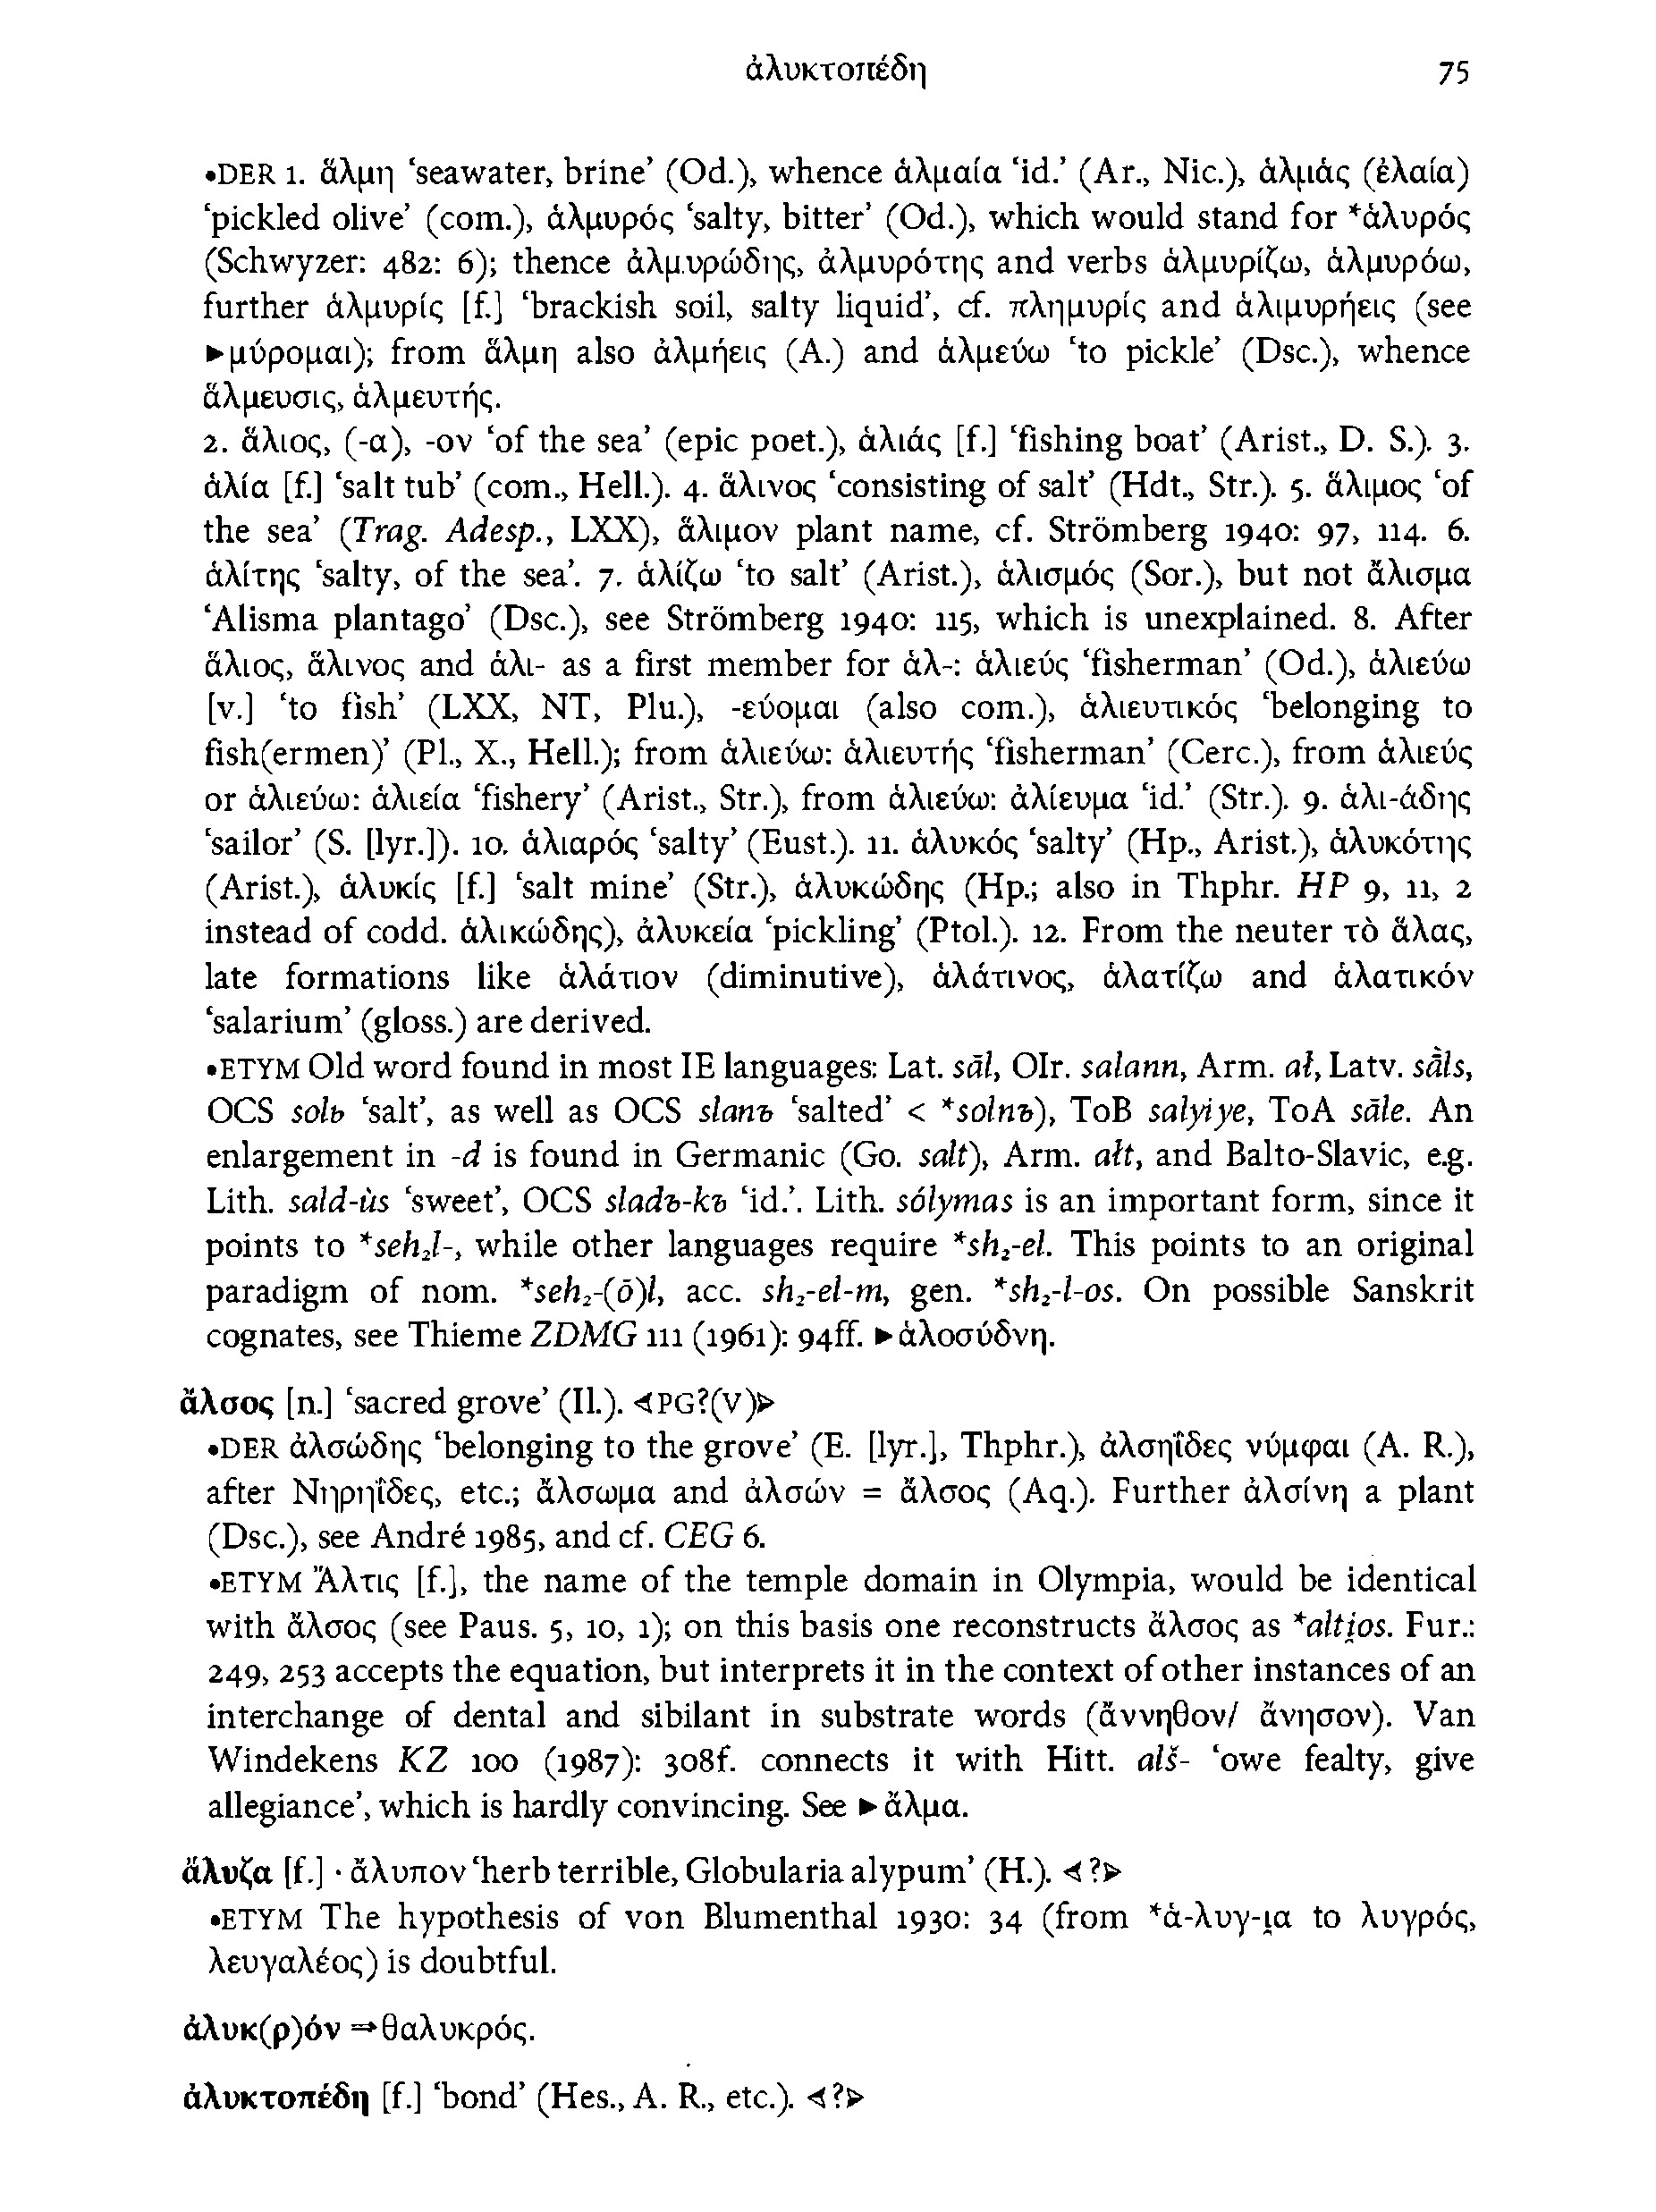 ἀλυκτοπέδη 75
•DER 1. ἅλμη ‘seawater, brine’ (Od.), whence ἁλμαία ‘id.’ (Ar., Nic.), ἁλμάς (ἐλαία)
‘pickled olive’ (com.), ἁλμυρός ‘salty, bitter’ (Od.), which would stand for *ἁλυρός
(Schwyzer: 482: 6); thence ἁλμυρώδης, ἁλμυρότης and verbs ἁλμυρίζω, ἁλμυρόω,
further ἁλμυρίς [f.] ‘brackish soil, salty liquid’, cf. πλημυρίς and ἁλιμυρήεις (see
►μύρομαι); from ἅλμη also ἁλμήεις (A.) and ἁλμεύω ‘to pickle’ (Dsc.), whence
ἅλμευσις, ἁλμευτής.
2. ἅλιος, (-α), -ον ‘of the sea’ (epic poet.), ἁλιάς [f.] ‘fishing boat’ (Arist., D. S.). 3.
ἁλία [f.] ‘salt tub’ (com., Hell.). 4. ἅλινος ‘consisting of salt’ (Hdt., Str.). 5. ἅλιμος ‘of
the sea’ (Trag. Adesp., LXX), ἅλιμον plant name, cf. Strömberg 1940: 97, 114. 6.
ἁλίτης ‘salty, of the sea’. 7. ἁλίζω ‘to salt’ (Arist.), ἁλισμός (Sor.), but not ἄλισμα
‘Alisma plantago’ (Dsc.), see Strömberg 1940: 115, which is unexplained. 8. After
ἅλιος, ἅλινος and ἁλι- as a first member for ἁλ-: ἁλιεύς ‘fisherman’ (Od.), ἁλιεύω
[v.] ‘to fish’ (LXX, NT, Plu.), -εύομαι (also com.), ἁλιευτικός ‘belonging to
fish(ermen)’ (Pl., X., Hell.); from ἁλιεύω: ἁλιευτής ‘fisherman’ (Cerc.), from ἁλιεύς
or ἁλιεύω: ἁλιεία ‘fishery’ (Arist., Str.), from ἁλιεύω: ἁλίευμα ‘id.’ (Str.). 9. ἁλι-άδης
‘sailor’ (S. [lyr.]). 10. ἁλιαρός ‘salty’ (Eust.). 11. ἁλυκός ‘salty’ (Hp., Arist.), ἁλυκότης
(Arist.), ἁλυκίς [f.] ‘salt mine’ (Str.), ἁλυκώδης (Hp.; also in Thphr. HP 9, 11, 2
instead of codd. ἁλικώδης), ἁλυκεία ‘pickling’ (Ptol.). 12. From the neuter τὸ ἅλας,
late formations like ἁλάτιον (diminutive), ἁλάτινος, ἁλατίζω and ἁλατικόν
‘salarium’ (gloss.) are derived.
•ETYM Old word found in most IE languages: Lat. sāl, OIr. salann, Arm. ał, Latv. sā̀ls,
OCS solь ‘salt’, as well as OCS slanъ ‘salted’ < *solnъ), ToB salyiye, ToA sāle. An
enlargement in -d is found in Germanic (Go. salt), Arm. ałt, and Balto-Slavic, e.g.
Lith. sald-ùs ‘sweet’, OCS sladъ-kъ ‘id.’. Lith. sólymas is an important form, since it
points to *seh₂l-, while other languages require *sh₂-el. This points to an original
paradigm of nom. *seh₂-(ō)l, acc. sh₂-el-m, gen. *sh₂-l-os. On possible Sanskrit
cognates, see Thieme ZDMG 111 (1961): 94ff. ►ἁλοσύδνη.
ἄλσος [n.] ‘sacred grove’ (Il.). ⊲PG?(V)⊳
•DER ἀλσώδης ‘belonging to the grove’ (E. [lyr.], Thphr.), ἀλσηΐδες νύμφαι (A. R.),
after Νηρηΐδες, etc.; ἄλσωμα and ἀλσών = ἄλσος (Aq.). Further ἀλσίνη a plant
(Dsc.), see André 1985, and cf. CEG 6.
•ETYM Ἄλτις [f.], the name of the temple domain in Olympia, would be identical
with ἄλσος (see Paus. 5, 10, 1); on this basis one reconstructs ἄλσος as *alti̯os. Fur.:
249, 253 accepts the equation, but interprets it in the context of other instances of an
interchange of dental and sibilant in substrate words (ἄννηθον/ ἄνησον). Van
Windekens KZ 100 (1987): 308f. connects it with Hitt. alš- ‘owe fealty, give
allegiance’, which is hardly convincing. See ►ἄλμα.
ἄλυζα [f.] · ἄλυπον ‘herb terrible, Globularia alypum’ (H.). ⊲?⊳
•ETYM The hypothesis of von Blumenthal 1930: 34 (from *ἀ-λυγ-ι̯α to λυγρός,
λευγαλέος) is doubtful.
ἀλυκ(ρ)όν ⇒θαλυκρός.
ἀλυκτοπέδη [f.] ‘bond’ (Hes., A. R., etc.). ⊲?⊳